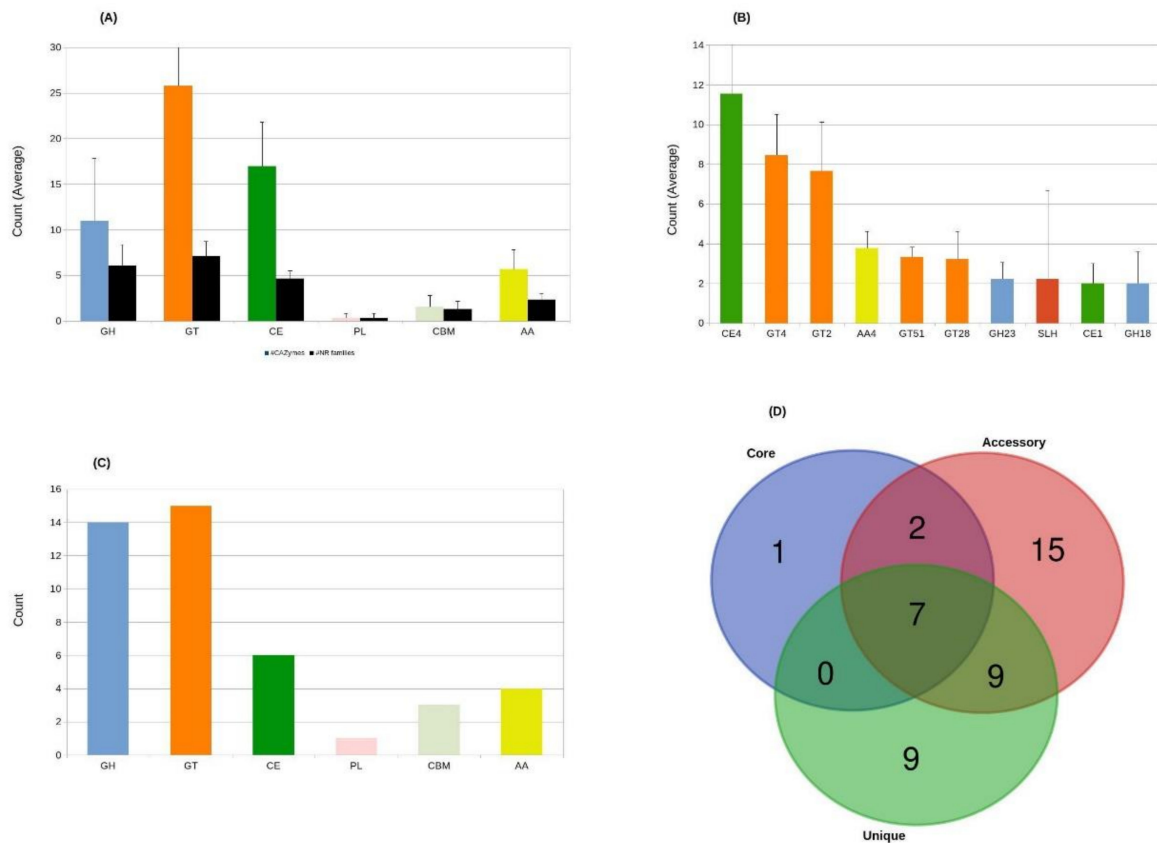 (A)
30
25
20
15
10
5
0
Count (Average)
GH GT CE PL CBM AA
#CAZymes #NR families
(B)
14
12
10
8
6
4
2
0
Count (Average)
CE4 GT4 GT2 AA4 GT51 GT28 GH23 SLH CE1 GH18
(C)
16
14
12
10
8
6
4
2
0
Count
GH GT CE PL CBM AA
(D)
Core
Accessory
2
1
15
7
0
9
9
Unique